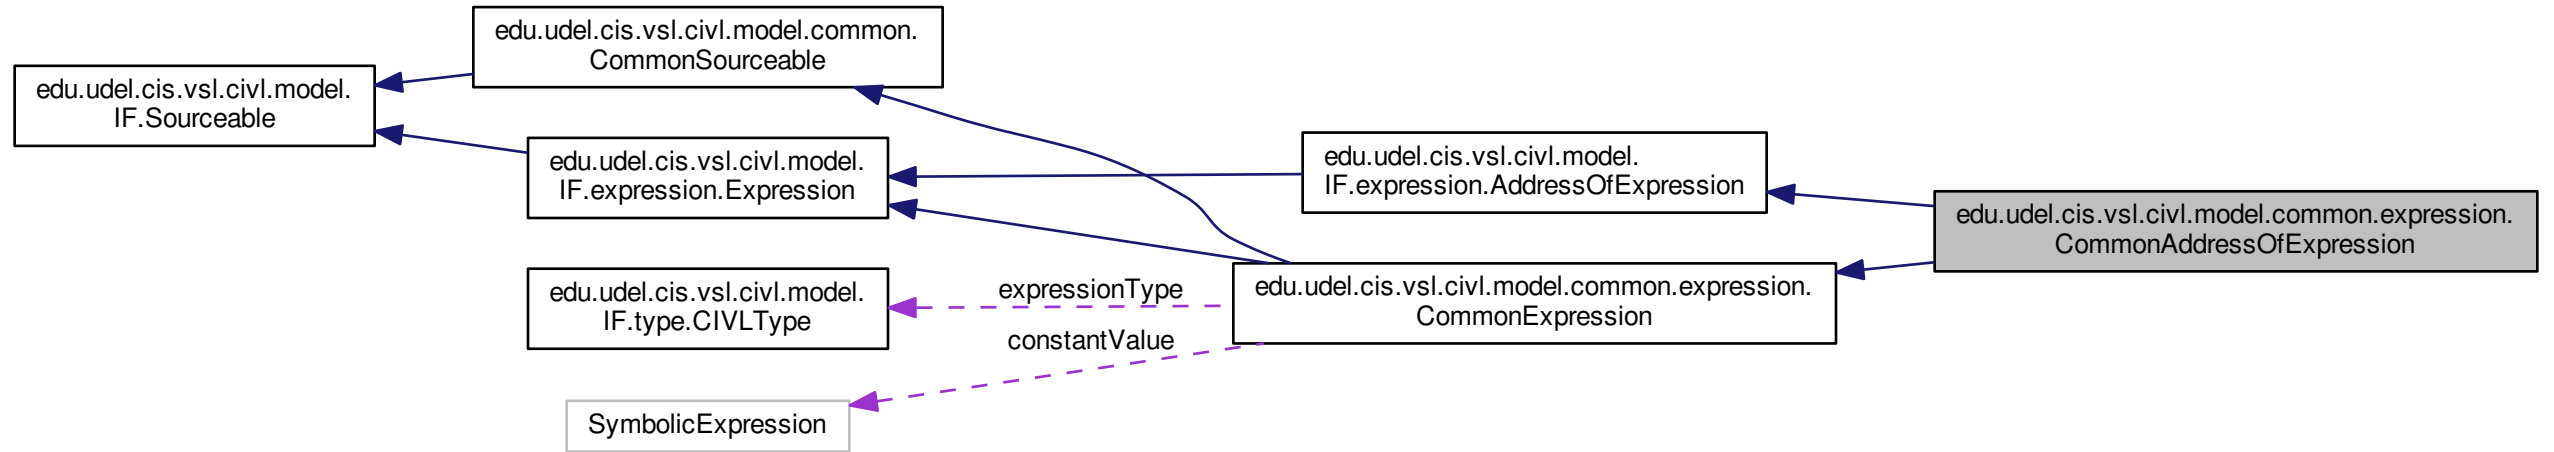 edu.udel.cis.vsl.civl.model.common.
CommonSourceable
edu.udel.cis.vsl.civl.model.
IF.Sourceable
edu.udel.cis.vsl.civl.model.
IF.expression.Expression
edu.udel.cis.vsl.civl.model.
IF.expression.AddressOfExpression
edu.udel.cis.vsl.civl.model.common.expression.
CommonAddressOfExpression
edu.udel.cis.vsl.civl.model.
IF.type.CIVLType
expressionType
edu.udel.cis.vsl.civl.model.common.expression.
CommonExpression
constantValue
SymbolicExpression